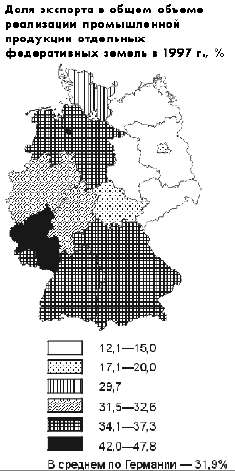 Доля экспорта в общем объеме
реализации промышленной
продукции отдельных
федеративных земель в 1997 г., %
12,1—15,0
17,1—20,0
29,7
31,5—32,6
34,1—37,3
42,0—47,8
В среднем по Германии — 31,9%